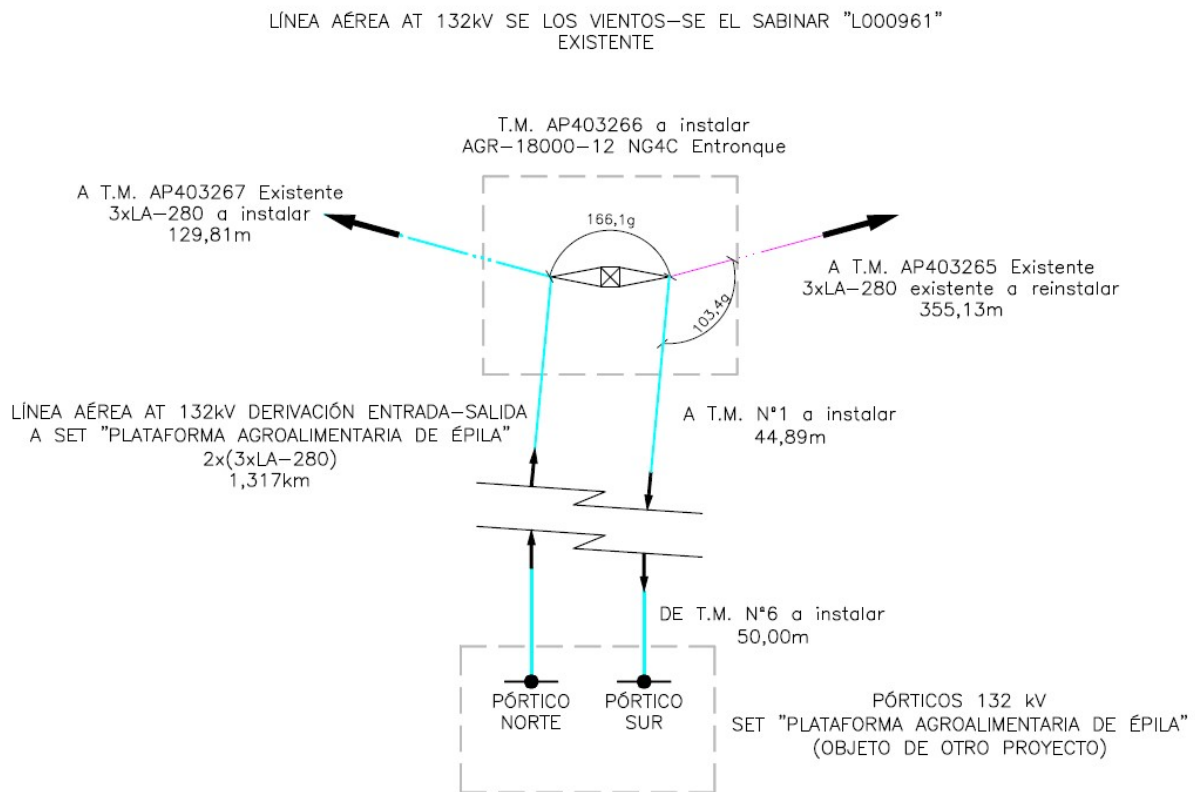 LÍNEA AÉREA AT 132kV SE LOS VIENTOS-SE EL SABINAR "L000961"
EXISTENTE
T.M. AP403266 a instalar
AGR-18000-12 NG4C Entronque
A T.M. AP403267 Existente
3xLA-280 a instalar
129,81m
166,1g
103,4g
A T.M. AP403265 Existente
3xLA-280 existente a reinstalar
355,13m
LÍNEA AÉREA AT 132kV DERIVACIÓN ENTRADA-SALIDA
A SET "PLATAFORMA AGROALIMENTARIA DE ÉPILA"
2x(3xLA-280)
1,317km
A T.M. N°1 a instalar
44,89m
DE T.M. N°6 a instalar
50,00m
PÓRTICO
NORTE
PÓRTICO
SUR
PÓRTICOS 132 kV
SET "PLATAFORMA AGROALIMENTARIA DE ÉPILA"
(OBJETO DE OTRO PROYECTO)